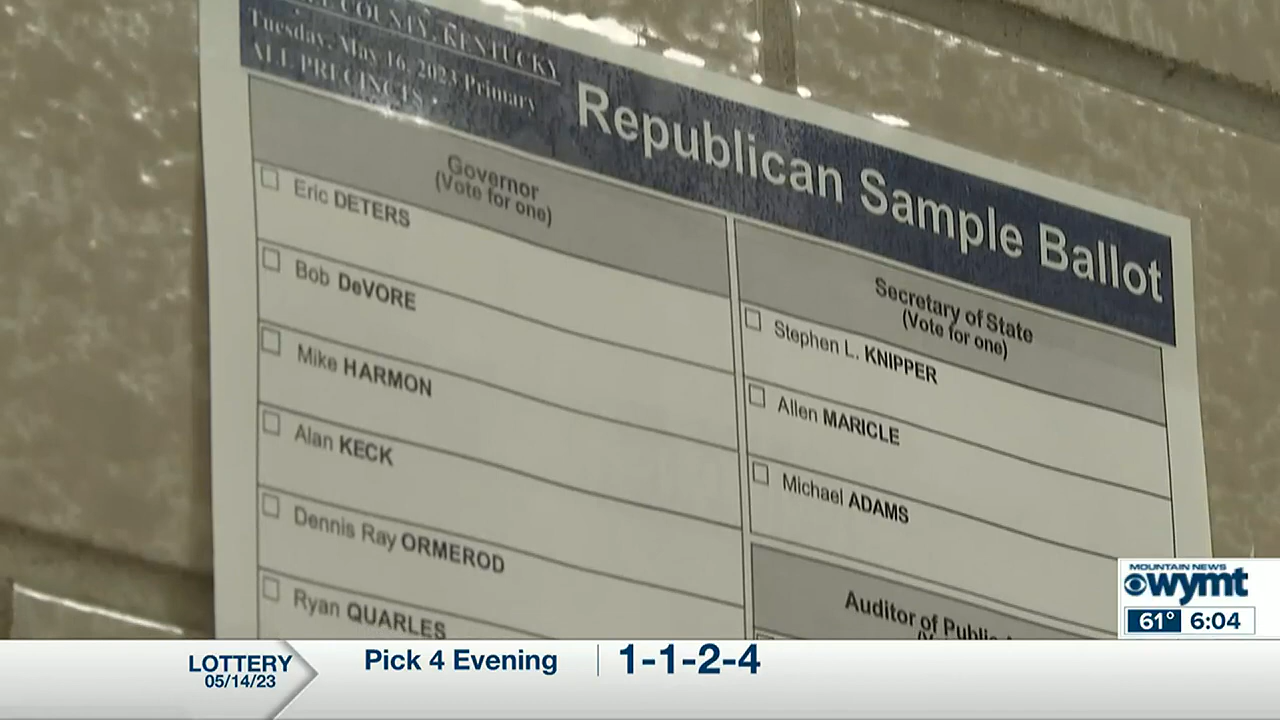 COUNTY, KENTUCKY
Tuesday, May 16, 2023 Primary
ALL PRECINCTS
Republican Sample Ballot
Governor
(Vote for one)
Eric DETERS
Bob DeVORE
Mike HARMON
Alan KECK
Dennis Ray ORMEROD
Ryan QUARLES
Secretary of State
(Vote for one)
Stephen L. KNIPPER
Allen MARICLE
Michael ADAMS
Auditor of Public
MOUNTAIN NEWS
wymt
61° 6:04
LOTTERY
05/14/23
Pick 4 Evening
1-1-2-4